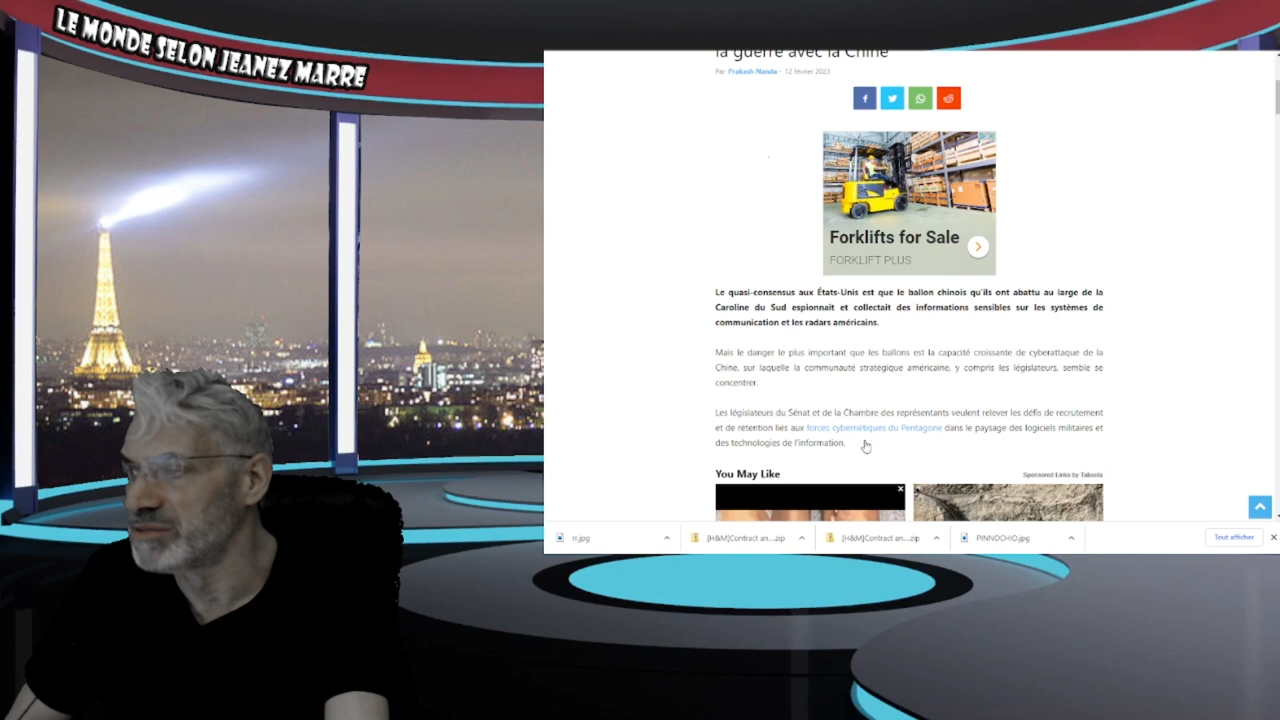 LE MONDE SELON JEANEZ MARRE
la guerre avec la Chine
Par Prakash Nanda - 12 février 2023
Forklifts for Sale
FORKLIFT PLUS
Le quasi-consensus aux États-Unis est que le ballon chinois qu'ils ont abattu au large de la
Caroline du Sud espionnait et collectait des informations sensibles sur les systèmes de
communication et les radars américains.
Mais le danger le plus important que les ballons est la capacité croissante de cyberattaque de la
Chine, sur laquelle la communauté stratégique américaine, y compris les législateurs, semble se
concentrer.
Les législateurs du Sénat et de la Chambre des représentants veulent relever les défis de recrutement
et de rétention liés aux forces cybernétiques du Pentagone dans le paysage des logiciels militaires et
des technologies de l'information.
You May Like
Sponsored Links by Taboola
rr.jpg
[H&M]Contract an....zip
[H&M]Contract an....zip
PINNOCHIO.jpg
Tout afficher